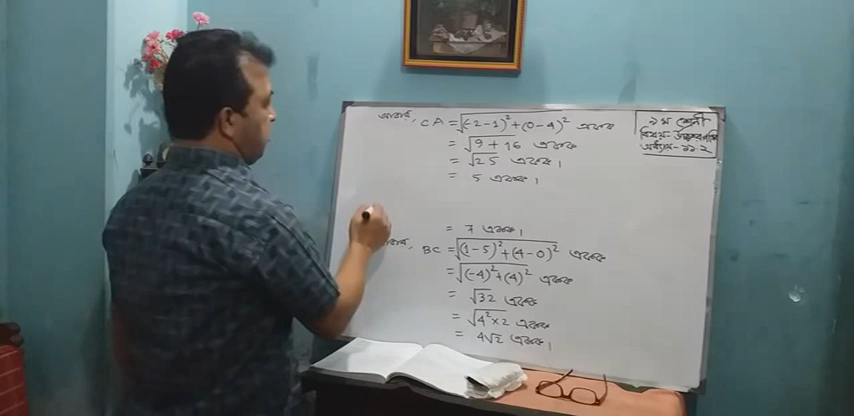 আবার, CA = √(-2-1)² + (0-4)² একক
= √9 + 16 একক
= √25 একক।
= 5 একক।
= 7 একক।
BC = √(1-5)² + (4-0)² একক
= √(-4)² + (4)² একক
= √32 একক
= √4² × 2 একক
= 4√2 একক।
৯ ম শ্রেণী
বিষয়- উচ্চতর গণিত
অধ্যায়- ১১.২